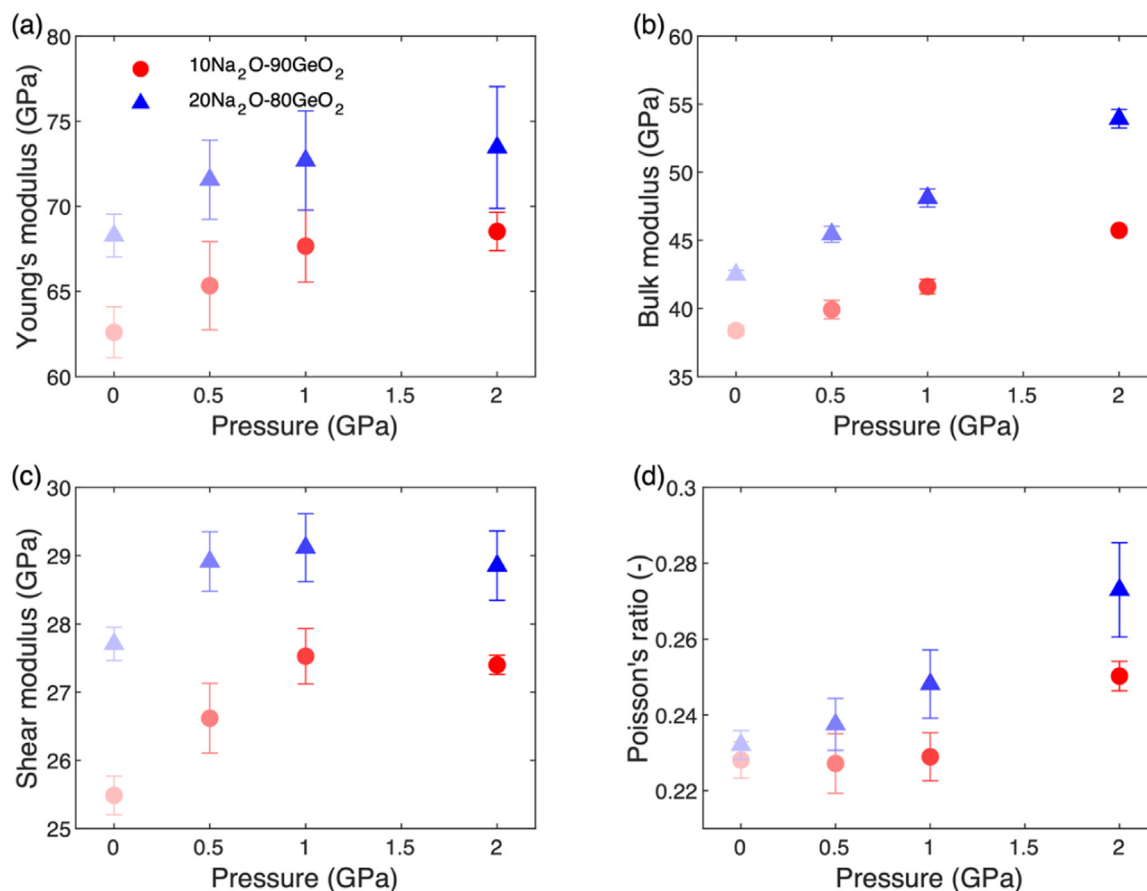 (a)
80
75
70
65
60
Young's modulus (GPa)
10Na2O-90GeO2
20Na2O-80GeO2
0 0.5 1 1.5 2
Pressure (GPa)
(b)
60
55
50
45
40
35
Bulk modulus (GPa)
0 0.5 1 1.5 2
Pressure (GPa)
(c)
30
29
28
27
26
25
Shear modulus (GPa)
0 0.5 1 1.5 2
Pressure (GPa)
(d)
0.3
0.28
0.26
0.24
0.22
Poisson's ratio (-)
0 0.5 1 1.5 2
Pressure (GPa)